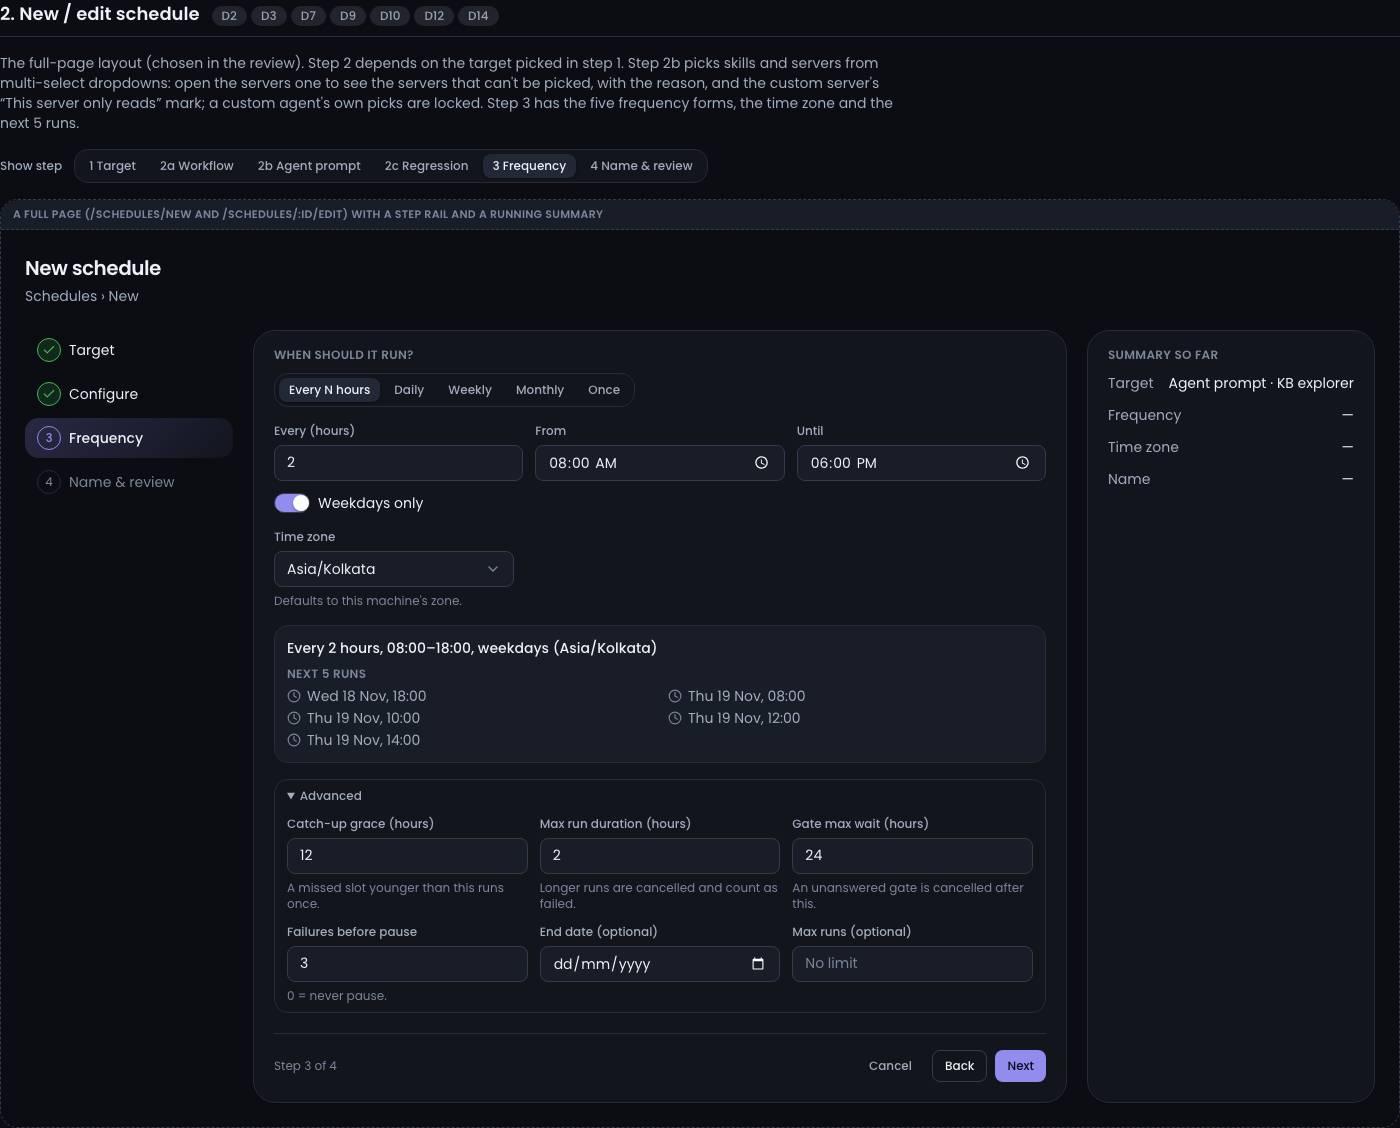 2. New / edit schedule D2 D3 D7 D9 D10 D12 D14
The full-page layout (chosen in the review). Step 2 depends on the target picked in step 1. Step 2b picks skills and servers from
multi-select dropdowns: open the servers one to see the servers that can't be picked, with the reason, and the custom server's
“This server only reads” mark; a custom agent's own picks are locked. Step 3 has the five frequency forms, the time zone and the
next 5 runs.
Show step 1 Target 2a Workflow 2b Agent prompt 2c Regression 3 Frequency 4 Name & review
A FULL PAGE (/SCHEDULES/NEW AND /SCHEDULES/:ID/EDIT) WITH A STEP RAIL AND A RUNNING SUMMARY
New schedule
Schedules › New
Target
Configure
3 Frequency
4 Name & review
WHEN SHOULD IT RUN?
Every N hours Daily Weekly Monthly Once
Every (hours) From Until
2 08:00 AM 06:00 PM
Weekdays only
Time zone
Asia/Kolkata
Defaults to this machine's zone.
Every 2 hours, 08:00–18:00, weekdays (Asia/Kolkata)
NEXT 5 RUNS
Wed 18 Nov, 18:00 Thu 19 Nov, 08:00
Thu 19 Nov, 10:00 Thu 19 Nov, 12:00
Thu 19 Nov, 14:00
▼ Advanced
Catch-up grace (hours) Max run duration (hours) Gate max wait (hours)
12 2 24
A missed slot younger than this runs
once.
Longer runs are cancelled and count as
failed.
An unanswered gate is cancelled after
this.
Failures before pause End date (optional) Max runs (optional)
3 dd/mm/yyyy No limit
0 = never pause.
Step 3 of 4 Cancel Back Next
SUMMARY SO FAR
Target Agent prompt · KB explorer
Frequency —
Time zone —
Name —